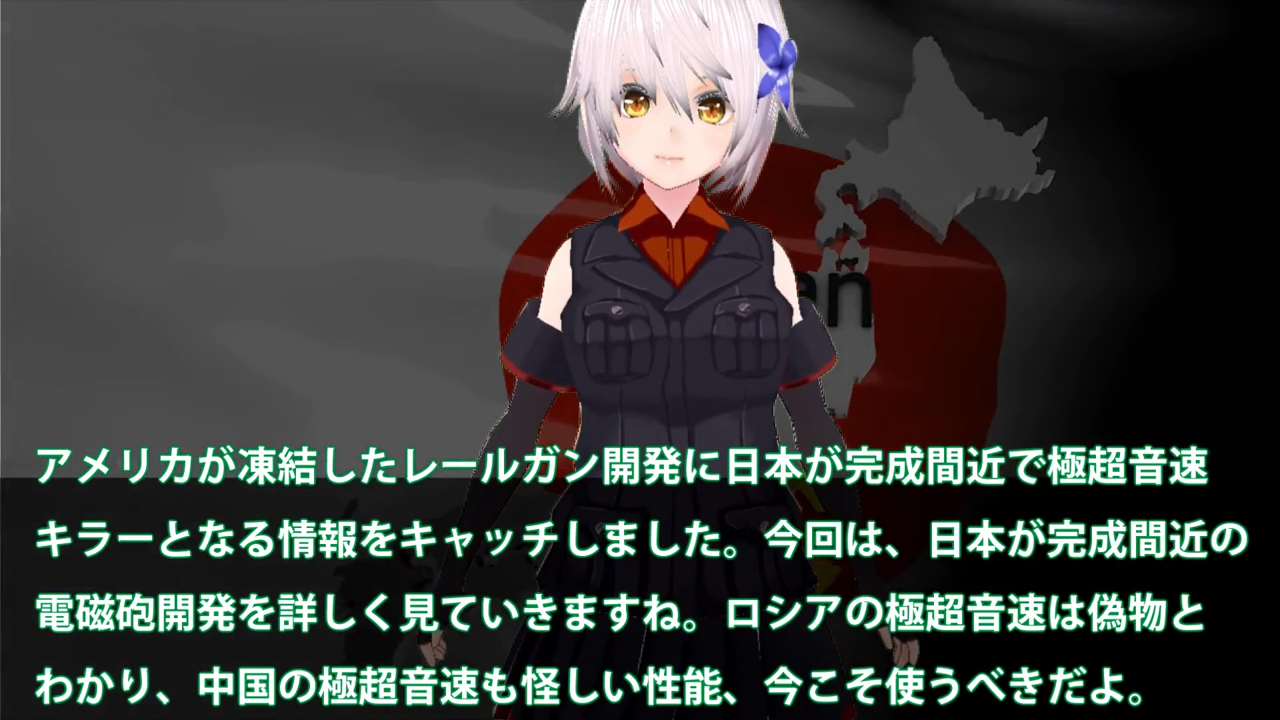 an
アメリカが凍結したレールガン開発に日本が完成間近で極超音速
キラーとなる情報をキャッチしました。今回は、日本が完成間近の
電磁砲開発を詳しく見ていきますね。ロシアの極超音速は偽物と
わかり、中国の極超音速も怪しい性能、今こそ使うべきだよ。